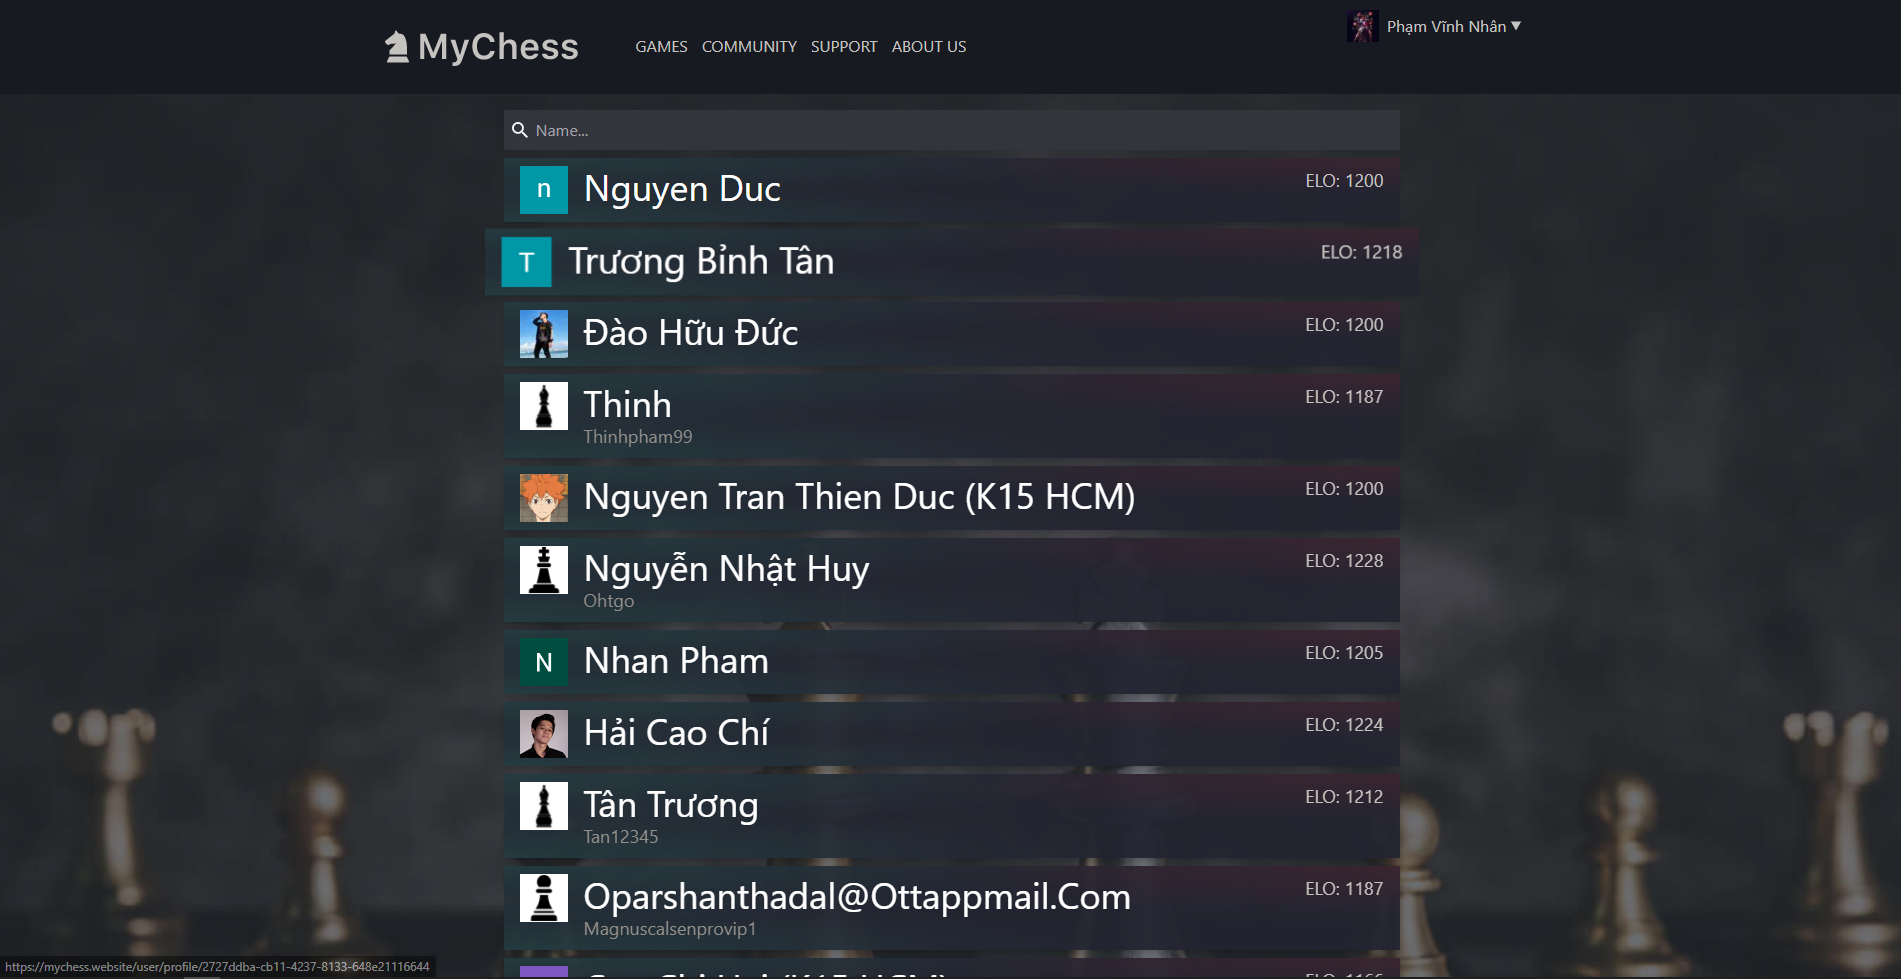 MyChess
GAMES COMMUNITY SUPPORT ABOUT US
Phạm Vĩnh Nhân ▼
Name...
n Nguyen Duc ELO: 1200
T Trương Bỉnh Tân ELO: 1218
Đào Hữu Đức ELO: 1200
Thinh ELO: 1187
Thinhpham99
Nguyen Tran Thien Duc (K15 HCM) ELO: 1200
Nguyễn Nhật Huy ELO: 1228
Ohtgo
N Nhan Pham ELO: 1205
Hải Cao Chí ELO: 1224
Tân Trương ELO: 1212
Tan12345
Oparshanthadal@Ottappmail.Com ELO: 1187
Magnuscalsenprovip1
(K15 HCM)
https://mychess.website/user/profile/2727ddba-cb11-4237-8133-648e21116644